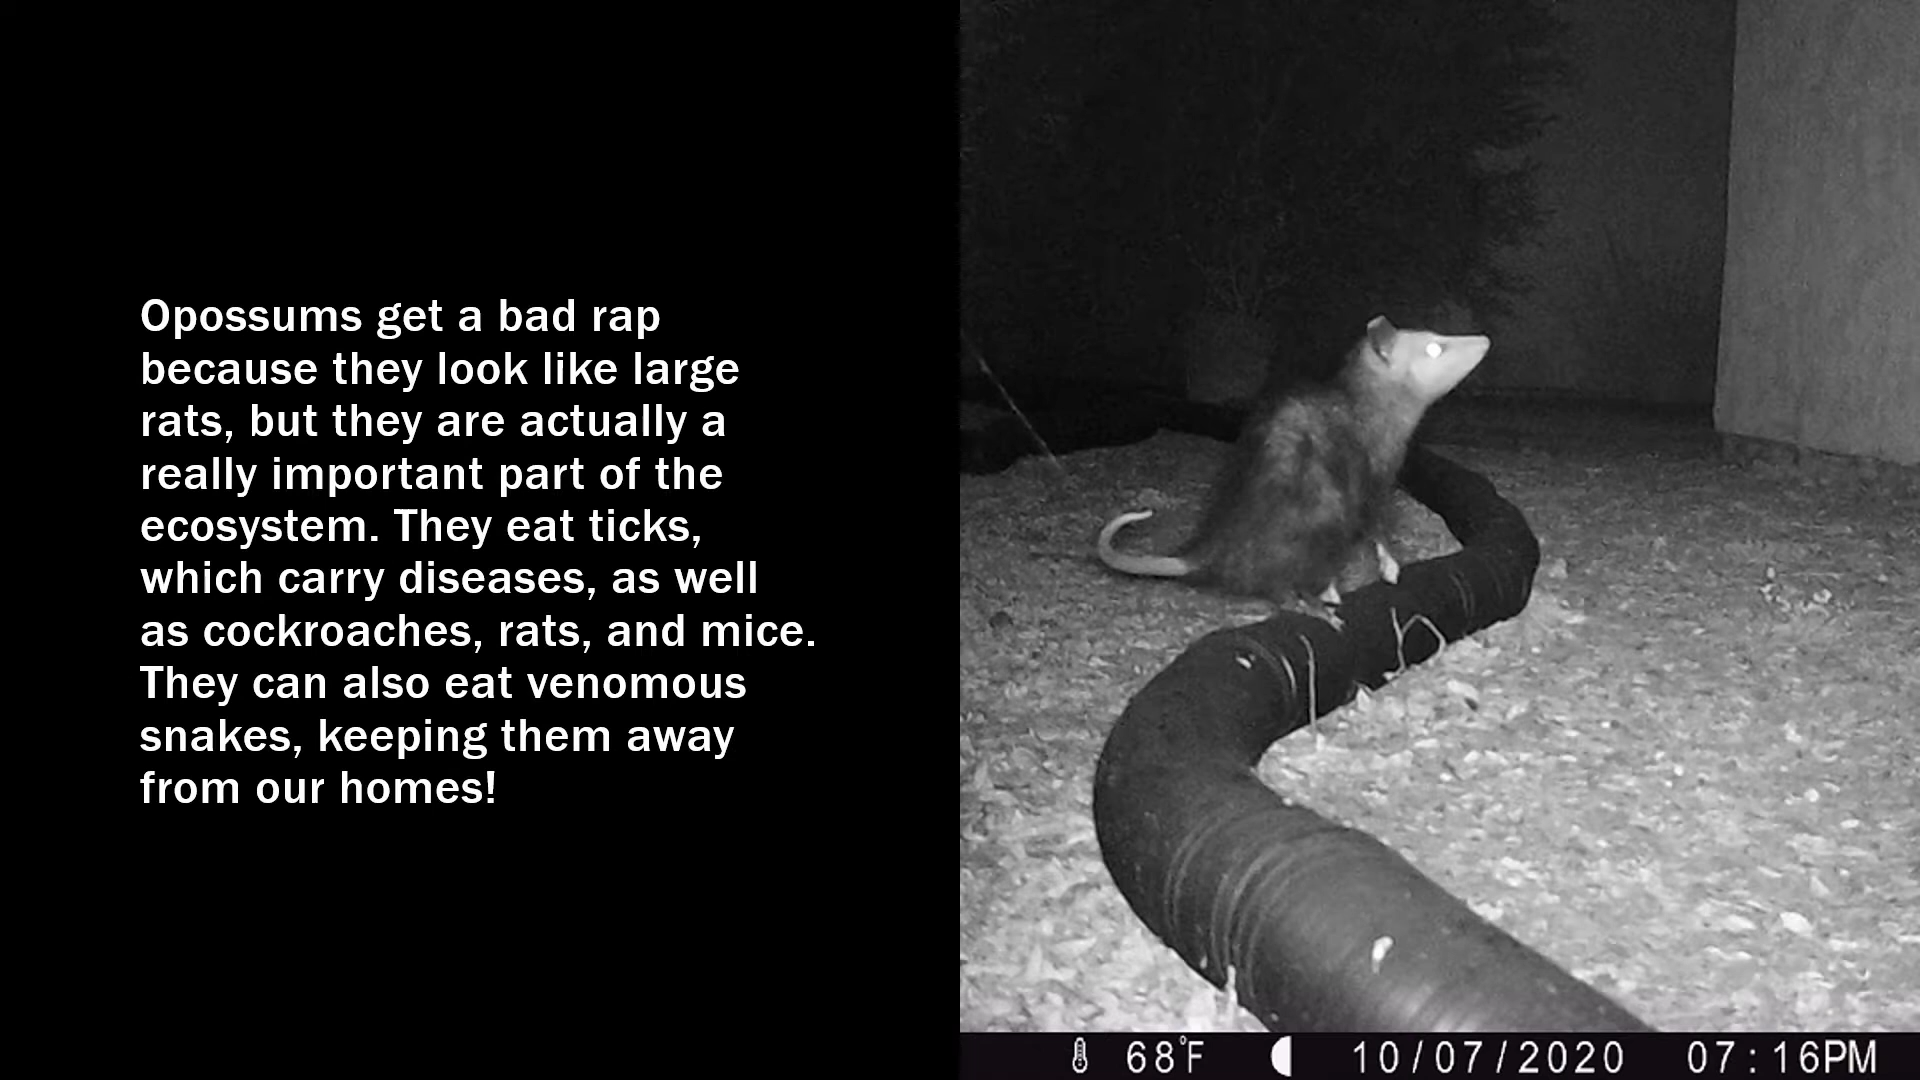 Opossums get a bad rap
because they look like large
rats, but they are actually a
really important part of the
ecosystem. They eat ticks,
which carry diseases, as well
as cockroaches, rats, and mice.
They can also eat venomous
snakes, keeping them away
from our homes!
68°F 10/07/2020 07:16PM